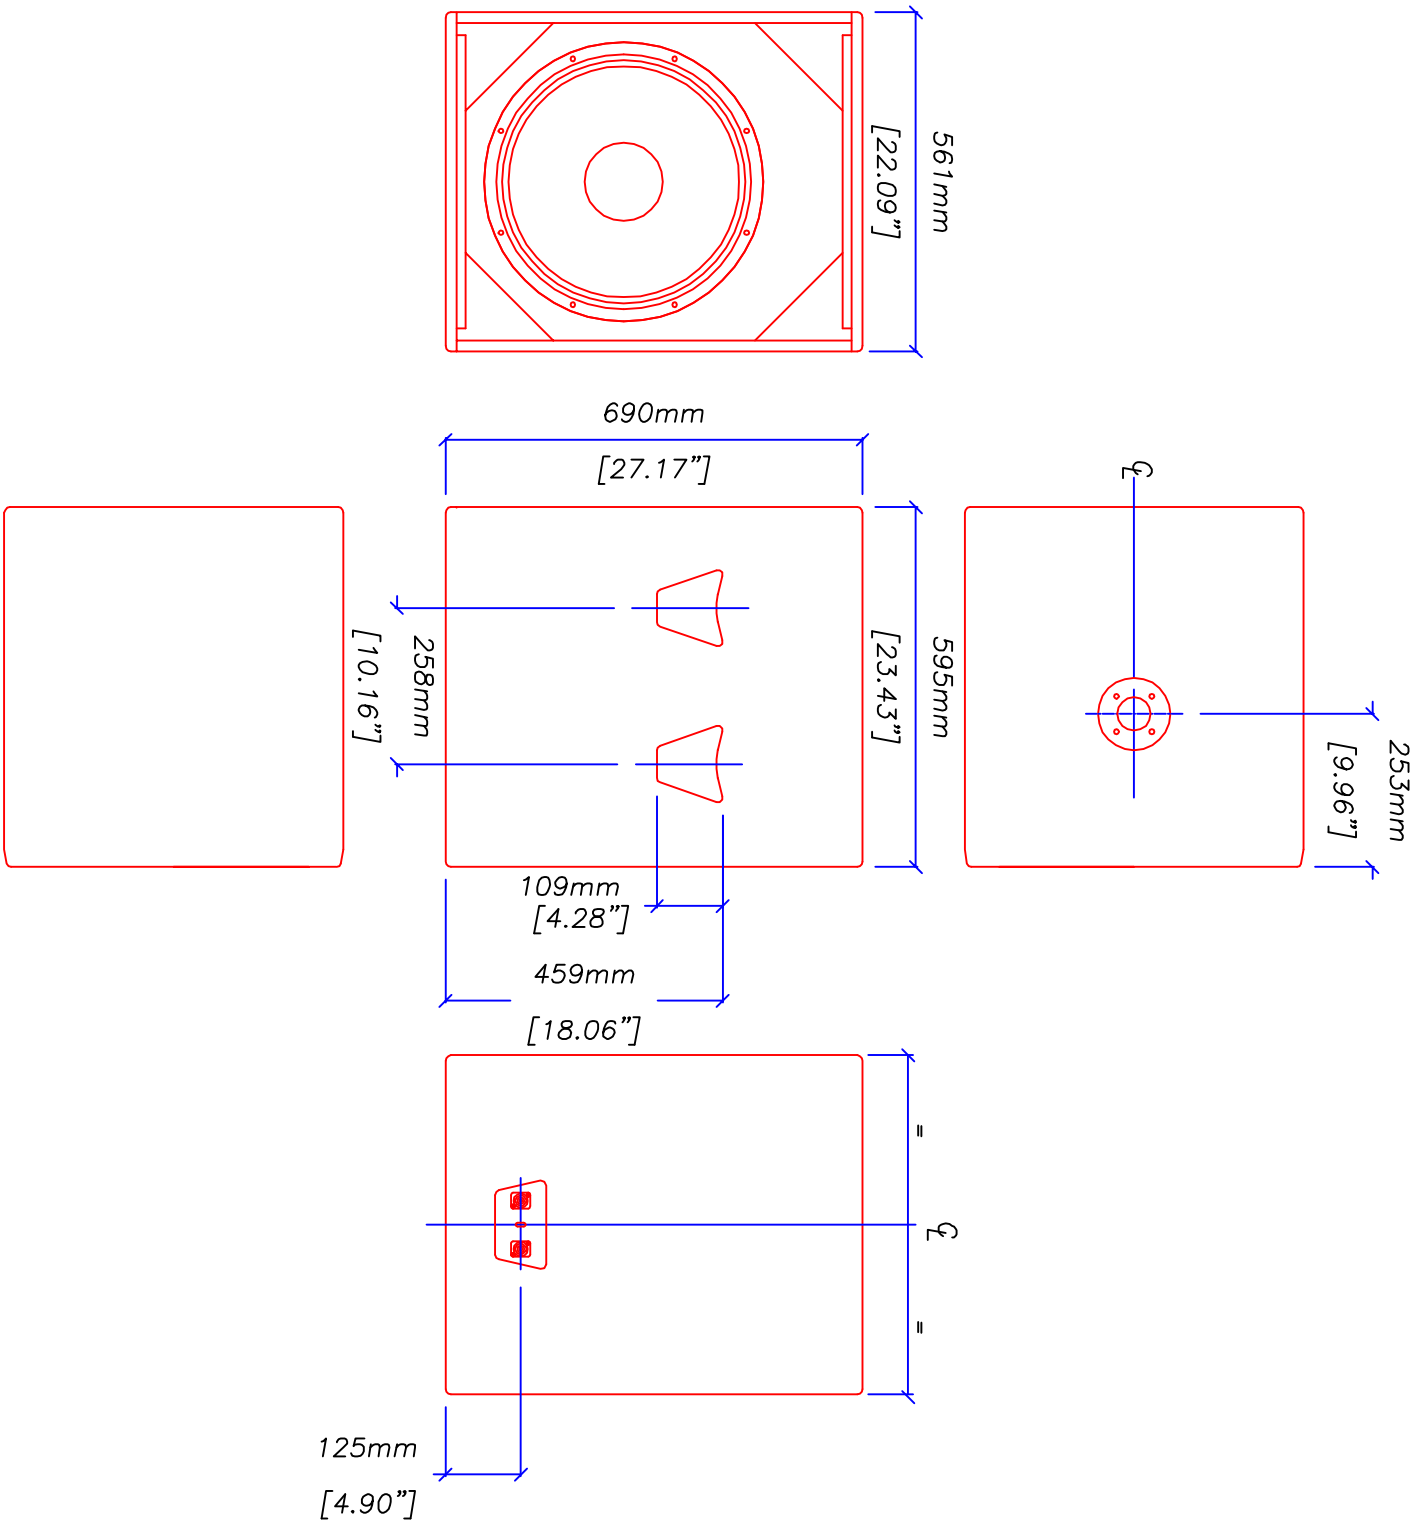 561mm
[22.09"]
690mm
[27.17"]
℄
595mm
[23.43"]
258mm
[10.16"]
253mm
[9.96"]
109mm
[4.28"]
459mm
[18.06"]
=
℄
=
125mm
[4.90"]